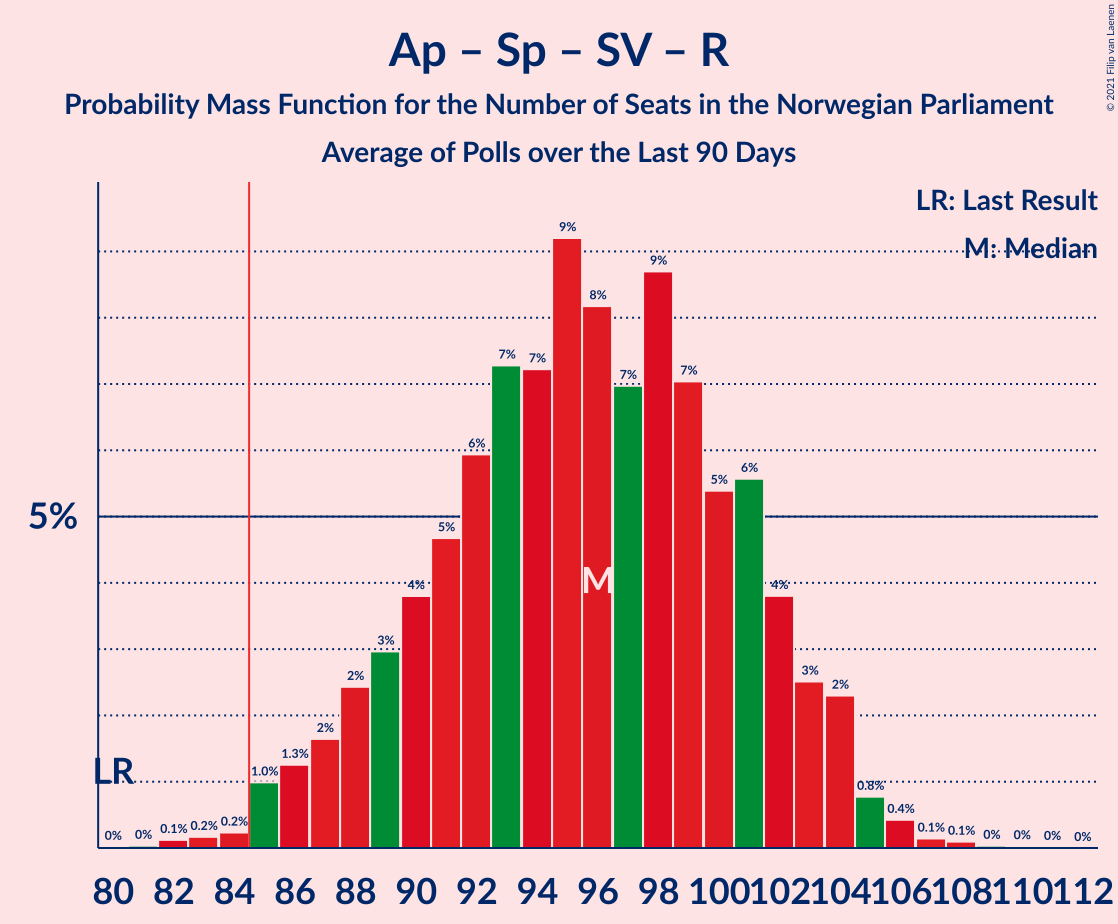 Ap – Sp – SV – R
Probability Mass Function for the Number of Seats in the Norwegian Parliament
Average of Polls over the Last 90 Days
© 2021 Filip van Laenen
LR: Last Result
M: Median
5%
LR
M
0% 0% 0.1% 0.2% 0.2% 1.0% 1.3% 2% 2% 3% 4% 5% 6% 7% 7% 9% 8% 7% 9% 7% 5% 6% 4% 3% 2% 0.8% 0.4% 0.1% 0.1% 0% 0% 0% 0%
80 82 84 86 88 90 92 94 96 98 100 102 104 106 108 110 112